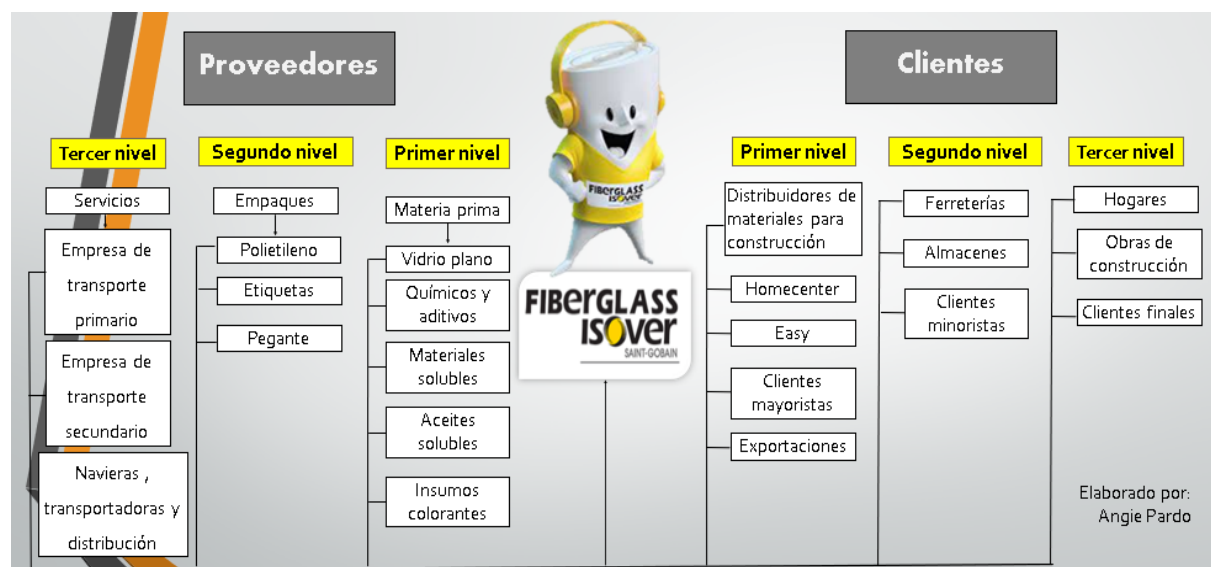 Proveedores
Clientes
Tercer nivel
Segundo nivel
Primer nivel
Primer nivel
Segundo nivel
Tercer nivel
Servicios
Empresa de
transporte
primario
Empresa de
transporte
secundario
Navieras ,
transportadoras y
distribución
Empaques
Polietileno
Etiquetas
Pegante
Materia prima
Vidrio plano
Químicos y
aditivos
Materiales
solubles
Aceites
solubles
Insumos
colorantes
FIBERGLASS
ISOVER
FIBERGLASS
ISOVER
SAINT-GOBAIN
Distribuidores de
materiales para
construcción
Homecenter
Easy
Clientes
mayoristas
Exportaciones
Ferreterías
Almacenes
Clientes
minoristas
Hogares
Obras de
construcción
Clientes finales
Elaborado por:
Angie Pardo